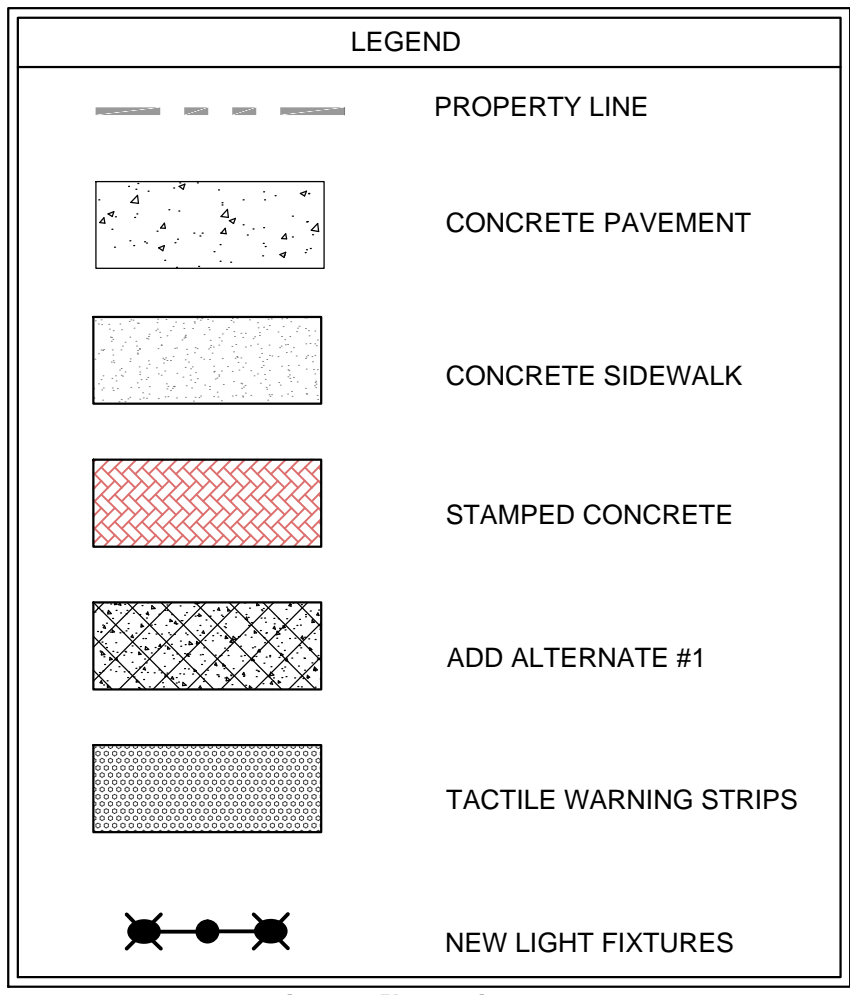 LEGEND
PROPERTY LINE
CONCRETE PAVEMENT
CONCRETE SIDEWALK
STAMPED CONCRETE
ADD ALTERNATE #1
TACTILE WARNING STRIPS
NEW LIGHT FIXTURES